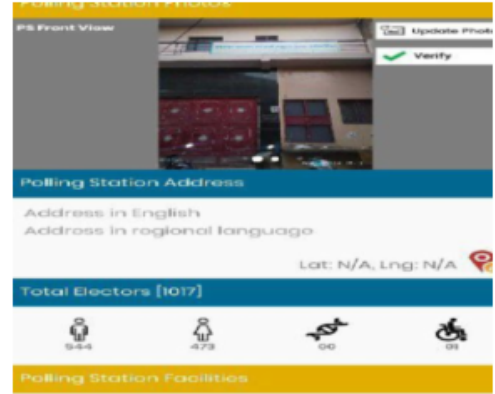 Polling Station Photos
PS Front View
Update Photo
Verify
Polling Station Address
Address in English
Address in regional language
Lat: N/A, Lng: N/A
Total Electors [1017]
544 473 00 01
Polling Station Facilities